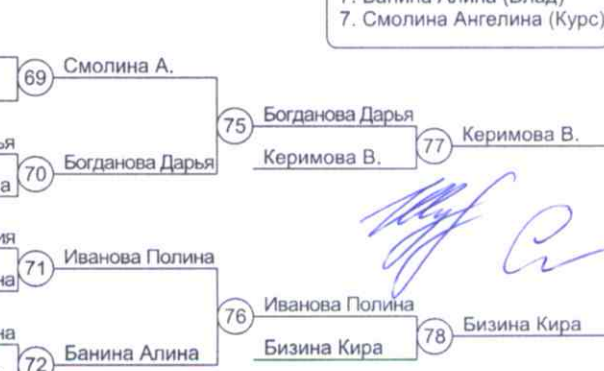 7. Смолина Ангелина (Курс)
69 Смолина А.
75 Богданова Дарья
77 Керимова В.
Керимова В.
70 Богданова Дарья
71 Иванова Полина
76 Иванова Полина
78 Бизина Кира
Бизина Кира
72 Банина Алина